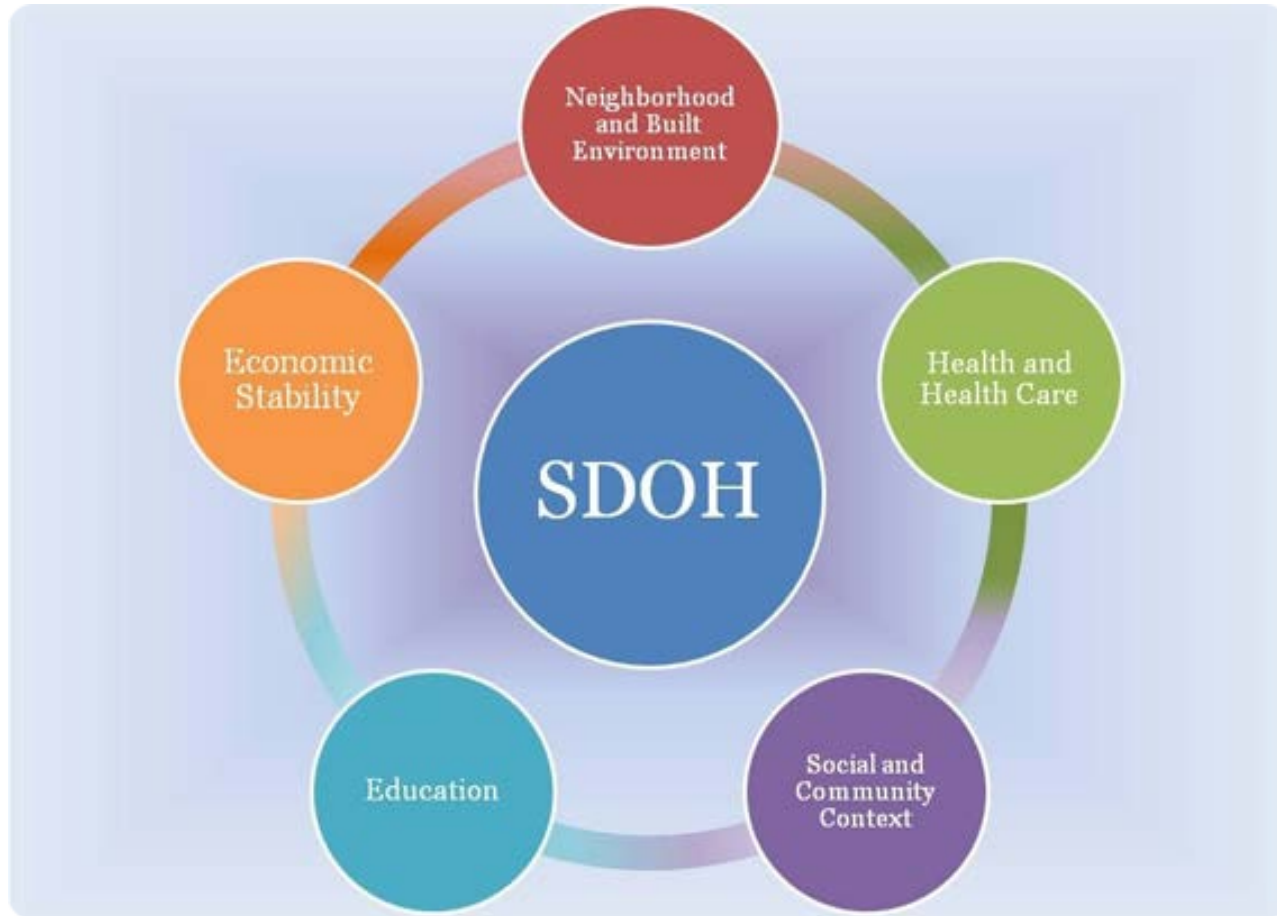 Neighborhood
and Built
Environment
Economic
Stability
Health and
Health Care
SDOH
Education
Social and
Community
Context